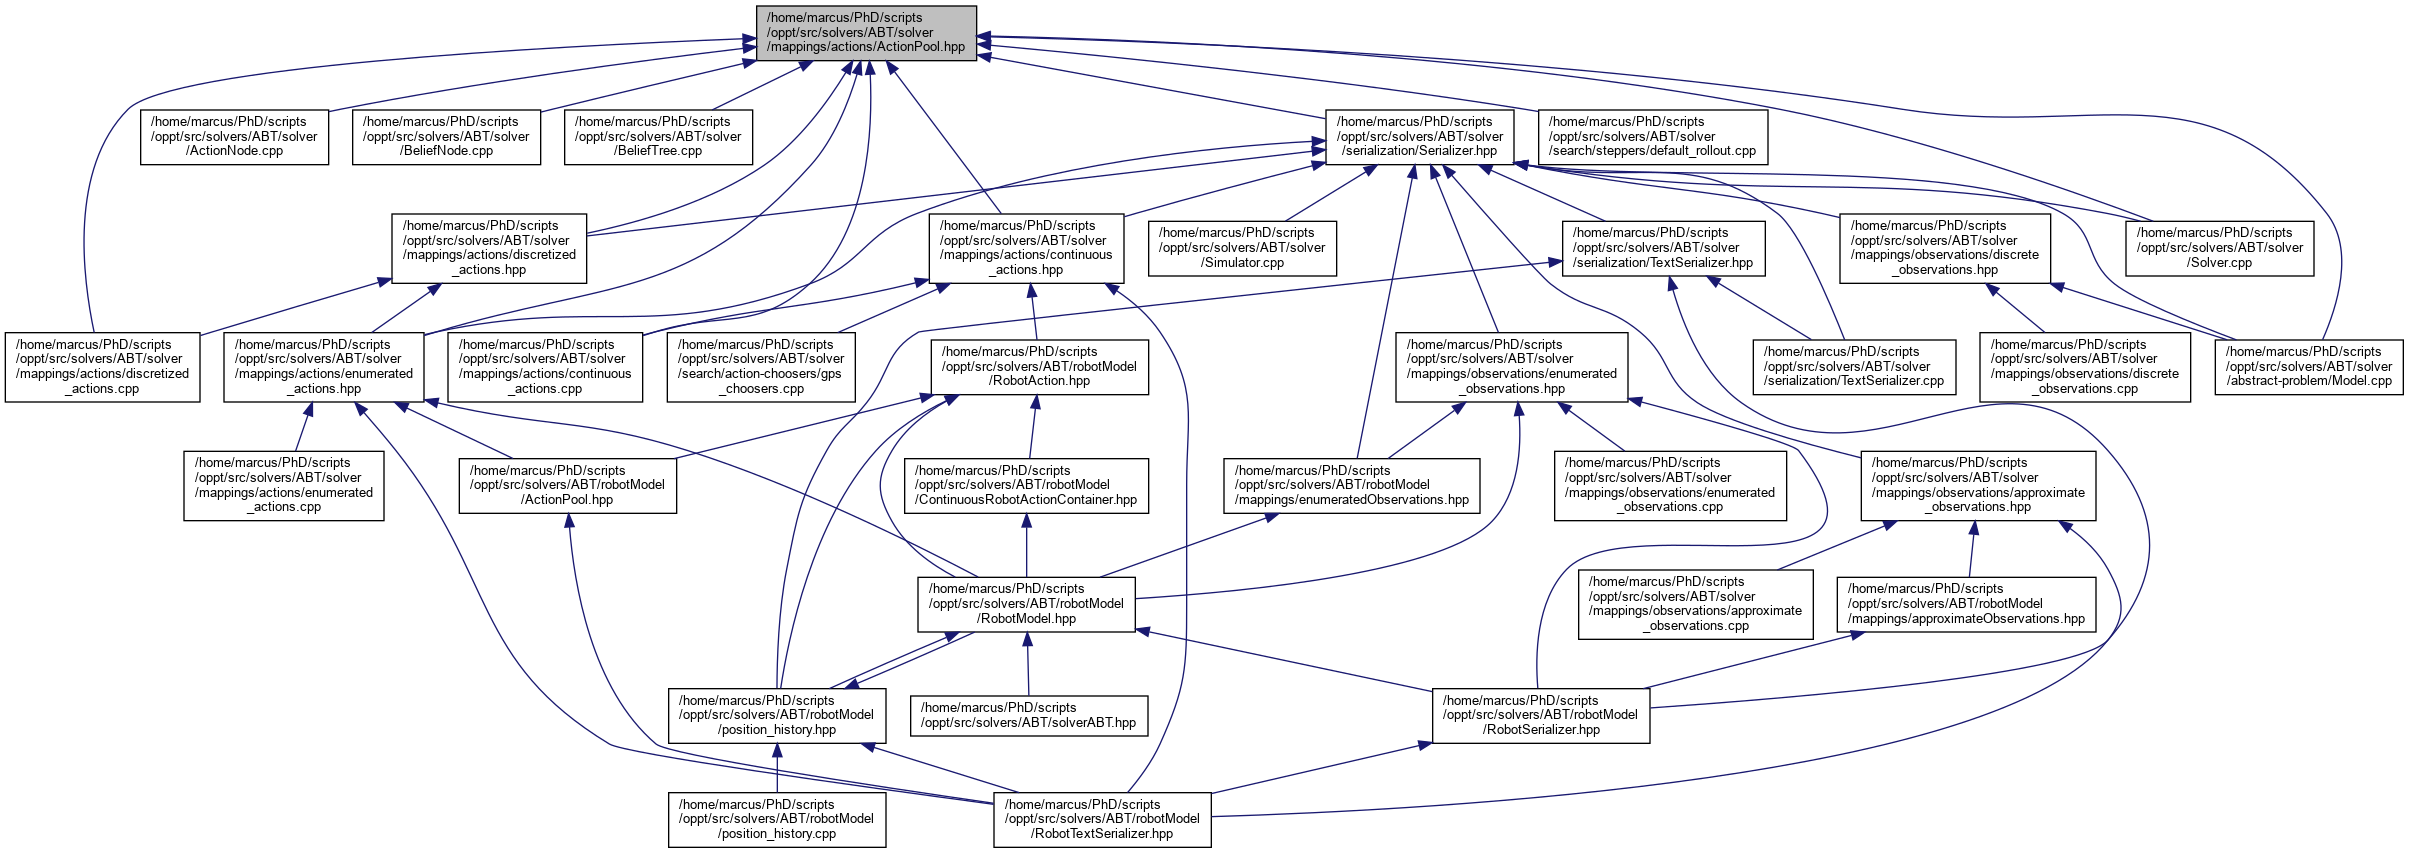 /home/marcus/PhD/scripts
/oppt/src/solvers/ABT/solver
/mappings/actions/ActionPool.hpp
/home/marcus/PhD/scripts
/oppt/src/solvers/ABT/solver
/ActionNode.cpp
/home/marcus/PhD/scripts
/oppt/src/solvers/ABT/solver
/BeliefNode.cpp
/home/marcus/PhD/scripts
/oppt/src/solvers/ABT/solver
/BeliefTree.cpp
/home/marcus/PhD/scripts
/oppt/src/solvers/ABT/solver
/serialization/Serializer.hpp
/home/marcus/PhD/scripts
/oppt/src/solvers/ABT/solver
/search/steppers/default_rollout.cpp
/home/marcus/PhD/scripts
/oppt/src/solvers/ABT/solver
/mappings/actions/discretized
_actions.hpp
/home/marcus/PhD/scripts
/oppt/src/solvers/ABT/solver
/mappings/actions/continuous
_actions.hpp
/home/marcus/PhD/scripts
/oppt/src/solvers/ABT/solver
/Simulator.cpp
/home/marcus/PhD/scripts
/oppt/src/solvers/ABT/solver
/serialization/TextSerializer.hpp
/home/marcus/PhD/scripts
/oppt/src/solvers/ABT/solver
/mappings/observations/discrete
_observations.hpp
/home/marcus/PhD/scripts
/oppt/src/solvers/ABT/solver
/Solver.cpp
/home/marcus/PhD/scripts
/oppt/src/solvers/ABT/solver
/mappings/actions/discretized
_actions.cpp
/home/marcus/PhD/scripts
/oppt/src/solvers/ABT/solver
/mappings/actions/enumerated
_actions.hpp
/home/marcus/PhD/scripts
/oppt/src/solvers/ABT/solver
/mappings/actions/continuous
_actions.cpp
/home/marcus/PhD/scripts
/oppt/src/solvers/ABT/solver
/search/action-choosers/gps
_choosers.cpp
/home/marcus/PhD/scripts
/oppt/src/solvers/ABT/robotModel
/RobotAction.hpp
/home/marcus/PhD/scripts
/oppt/src/solvers/ABT/solver
/mappings/observations/enumerated
_observations.hpp
/home/marcus/PhD/scripts
/oppt/src/solvers/ABT/solver
/serialization/TextSerializer.cpp
/home/marcus/PhD/scripts
/oppt/src/solvers/ABT/solver
/mappings/observations/discrete
_observations.cpp
/home/marcus/PhD/scripts
/oppt/src/solvers/ABT/solver
/abstract-problem/Model.cpp
/home/marcus/PhD/scripts
/oppt/src/solvers/ABT/solver
/mappings/actions/enumerated
_actions.cpp
/home/marcus/PhD/scripts
/oppt/src/solvers/ABT/robotModel
/ActionPool.hpp
/home/marcus/PhD/scripts
/oppt/src/solvers/ABT/robotModel
/ContinuousRobotActionContainer.hpp
/home/marcus/PhD/scripts
/oppt/src/solvers/ABT/robotModel
/mappings/enumeratedObservations.hpp
/home/marcus/PhD/scripts
/oppt/src/solvers/ABT/solver
/mappings/observations/enumerated
_observations.cpp
/home/marcus/PhD/scripts
/oppt/src/solvers/ABT/solver
/mappings/observations/approximate
_observations.hpp
/home/marcus/PhD/scripts
/oppt/src/solvers/ABT/robotModel
/RobotModel.hpp
/home/marcus/PhD/scripts
/oppt/src/solvers/ABT/solver
/mappings/observations/approximate
_observations.cpp
/home/marcus/PhD/scripts
/oppt/src/solvers/ABT/robotModel
/mappings/approximateObservations.hpp
/home/marcus/PhD/scripts
/oppt/src/solvers/ABT/robotModel
/position_history.hpp
/home/marcus/PhD/scripts
/oppt/src/solvers/ABT/solverABT.hpp
/home/marcus/PhD/scripts
/oppt/src/solvers/ABT/robotModel
/RobotSerializer.hpp
/home/marcus/PhD/scripts
/oppt/src/solvers/ABT/robotModel
/position_history.cpp
/home/marcus/PhD/scripts
/oppt/src/solvers/ABT/robotModel
/RobotTextSerializer.hpp